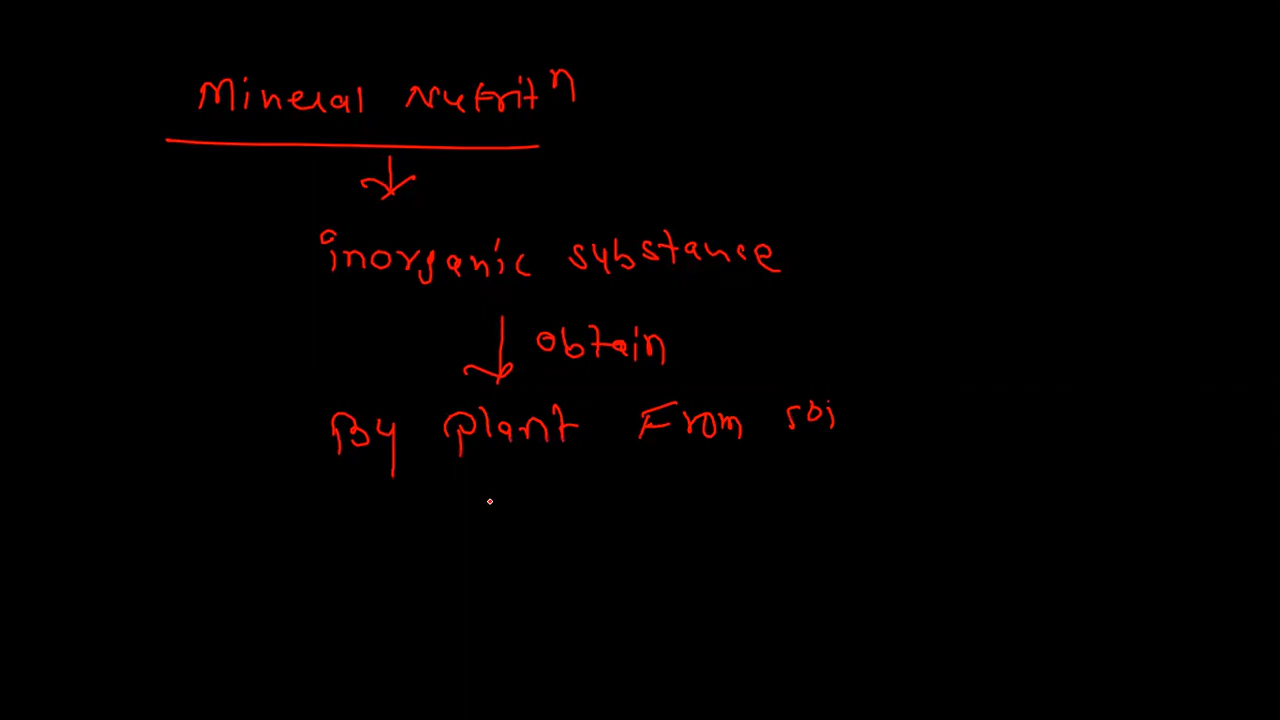 Mineral Nutritⁿ
inorganic substance
obtain
By plant From soi